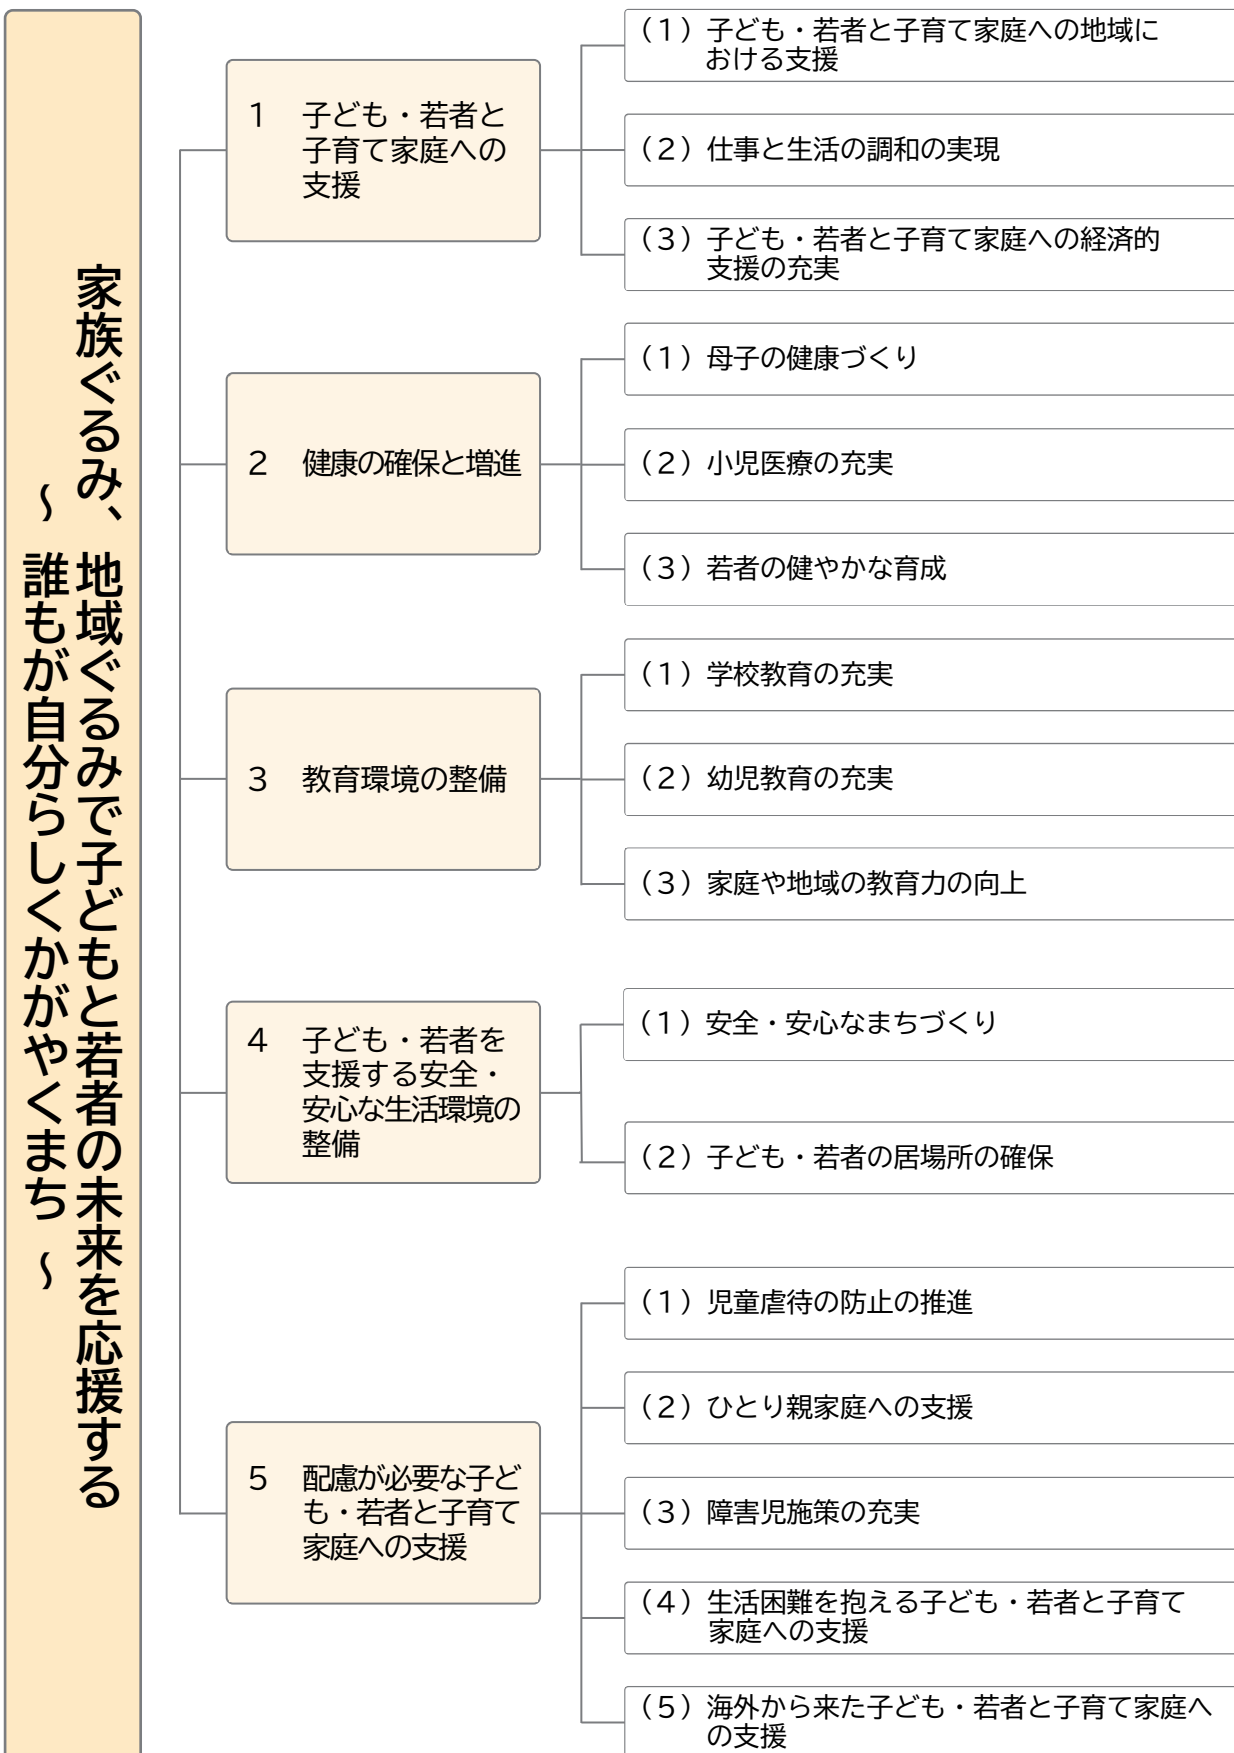 家族ぐるみ、地域ぐるみで子どもと若者の未来を応援する
～ 誰もが自分らしくかがやくまち ～
1 子ども・若者と
子育て家庭への
支援
（1）子ども・若者と子育て家庭への地域に
おける支援
（2）仕事と生活の調和の実現
（3）子ども・若者と子育て家庭への経済的
支援の充実
2 健康の確保と増進
（1）母子の健康づくり
（2）小児医療の充実
（3）若者の健やかな育成
3 教育環境の整備
（1）学校教育の充実
（2）幼児教育の充実
（3）家庭や地域の教育力の向上
4 子ども・若者を
支援する安全・
安心な生活環境の
整備
（1）安全・安心なまちづくり
（2）子ども・若者の居場所の確保
5 配慮が必要な子ど
も・若者と子育て
家庭への支援
（1）児童虐待の防止の推進
（2）ひとり親家庭への支援
（3）障害児施策の充実
（4）生活困難を抱える子ども・若者と子育て
家庭への支援
（5）海外から来た子ども・若者と子育て家庭へ
の支援